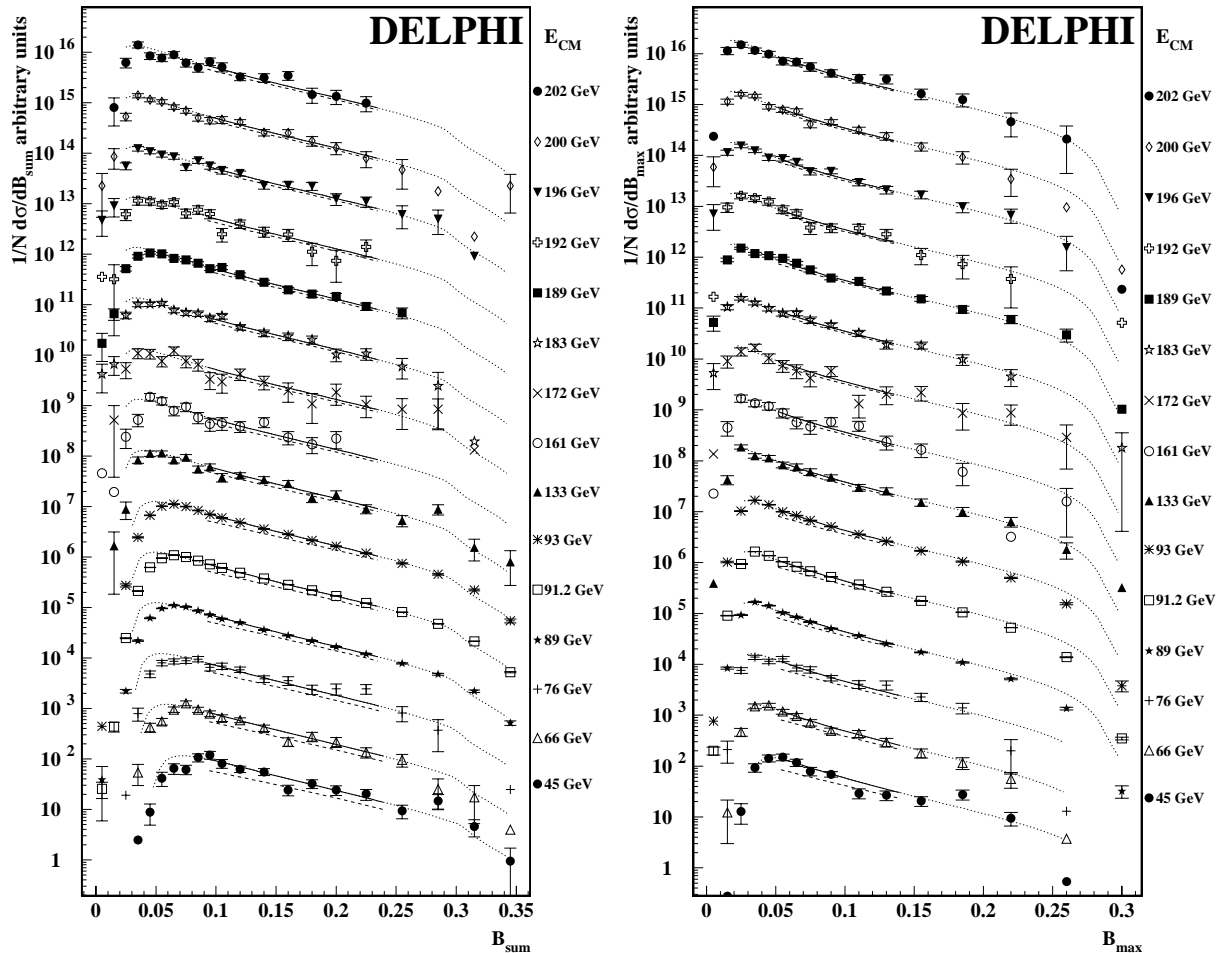 DELPHI
1/N dσ/dB_sum arbitrary units
10^16
10^15
10^14
10^13
10^12
10^11
10^10
10^9
10^8
10^7
10^6
10^5
10^4
10^3
10^2
10
1
0
0.05
0.1
0.15
0.2
0.25
0.3
0.35
B_sum
E_CM
202 GeV
200 GeV
196 GeV
192 GeV
189 GeV
183 GeV
172 GeV
161 GeV
133 GeV
93 GeV
91.2 GeV
89 GeV
76 GeV
66 GeV
45 GeV
DELPHI
1/N dσ/dB_max arbitrary units
10^16
10^15
10^14
10^13
10^12
10^11
10^10
10^9
10^8
10^7
10^6
10^5
10^4
10^3
10^2
10
1
0
0.05
0.1
0.15
0.2
0.25
0.3
B_max
E_CM
202 GeV
200 GeV
196 GeV
192 GeV
189 GeV
183 GeV
172 GeV
161 GeV
133 GeV
93 GeV
91.2 GeV
89 GeV
76 GeV
66 GeV
45 GeV